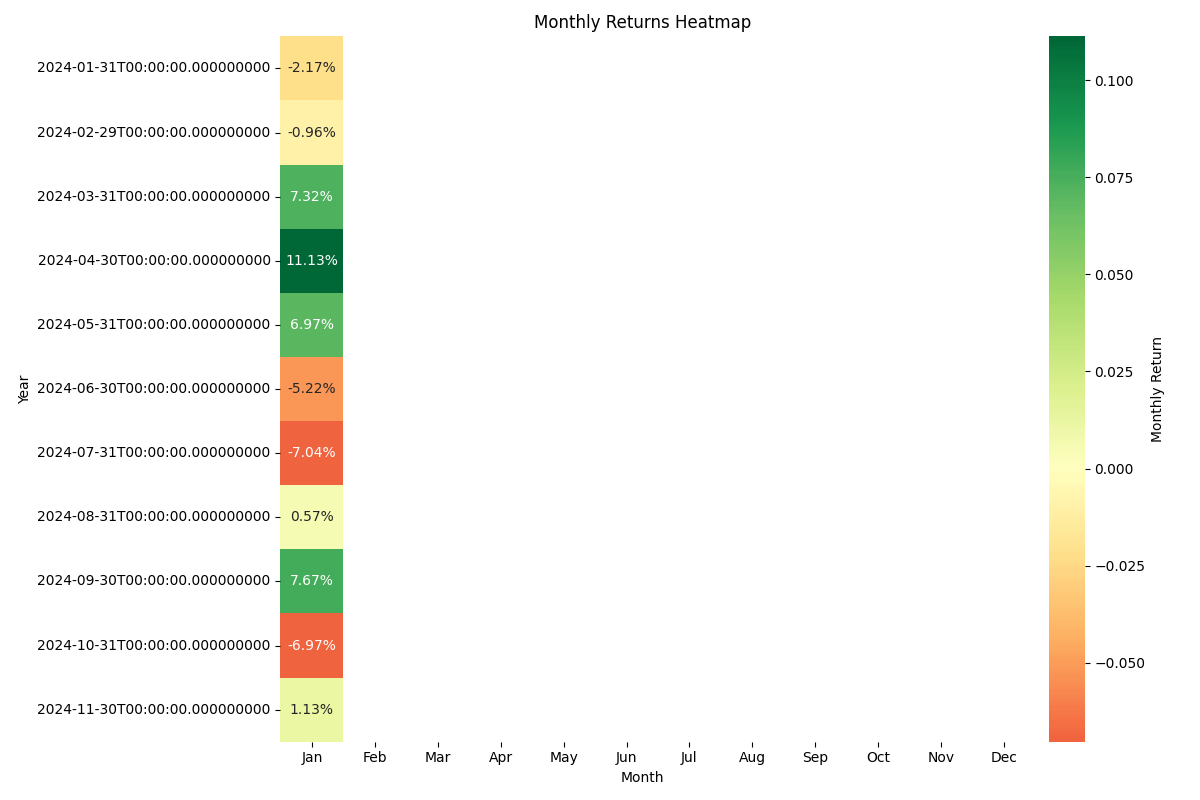 Monthly Returns Heatmap
2024-01-31T00:00:00.000000000 -2.17%
2024-02-29T00:00:00.000000000 -0.96%
2024-03-31T00:00:00.000000000 7.32%
2024-04-30T00:00:00.000000000 11.13%
2024-05-31T00:00:00.000000000 6.97%
2024-06-30T00:00:00.000000000 -5.22%
2024-07-31T00:00:00.000000000 -7.04%
2024-08-31T00:00:00.000000000 0.57%
2024-09-30T00:00:00.000000000 7.67%
2024-10-31T00:00:00.000000000 -6.97%
2024-11-30T00:00:00.000000000 1.13%
Year
Jan Feb Mar Apr May Jun Jul Aug Sep Oct Nov Dec
Month
0.100
0.075
0.050
0.025
0.000
−0.025
−0.050
Monthly Return